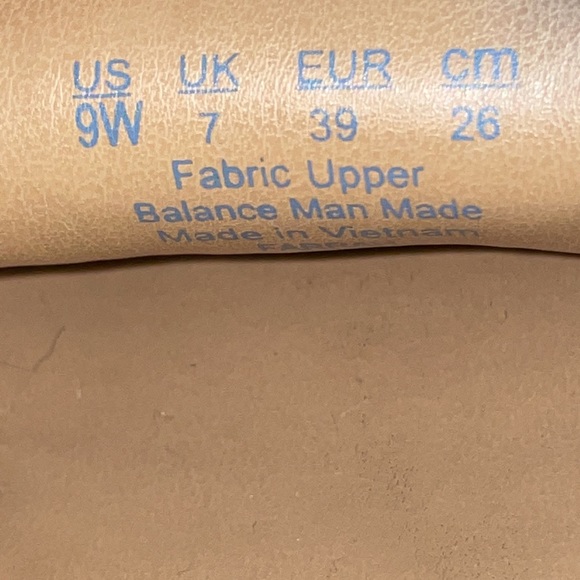 US UK EUR cm
9W 7 39 26
Fabric Upper
Balance Man Made
Made in Vietnam